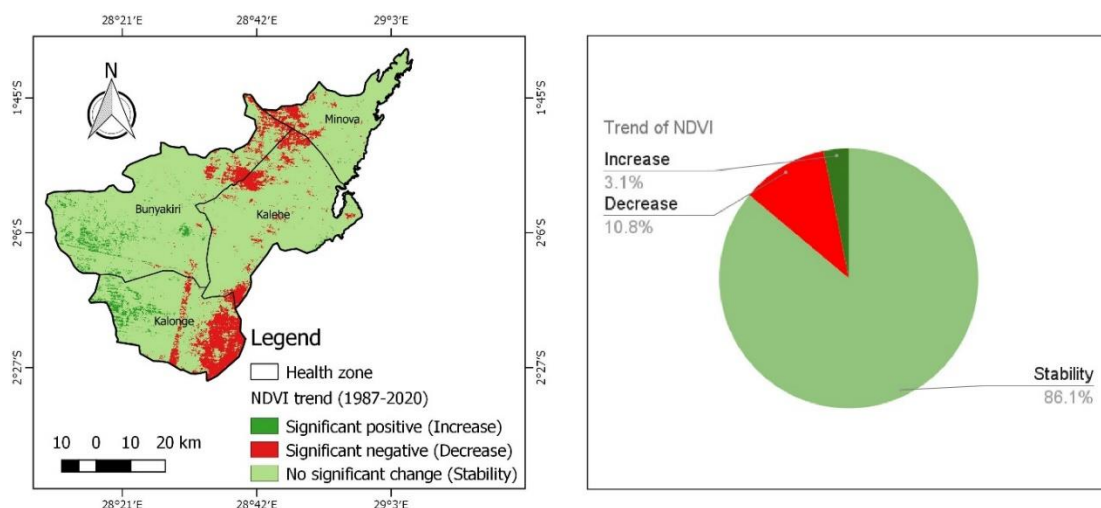 28°21'E 28°42'E 29°3'E
N
1°45'S
2°6'S
2°27'S
Minova
Bunyakiri
Kalehe
Kalonge
Legend
Health zone
NDVI trend (1987-2020)
Significant positive (Increase)
Significant negative (Decrease)
No significant change (Stability)
10 0 10 20 km
28°21'E 28°42'E 29°3'E
1°45'S
2°6'S
2°27'S
Trend of NDVI
Increase
3.1%
Decrease
10.8%
Stability
86.1%